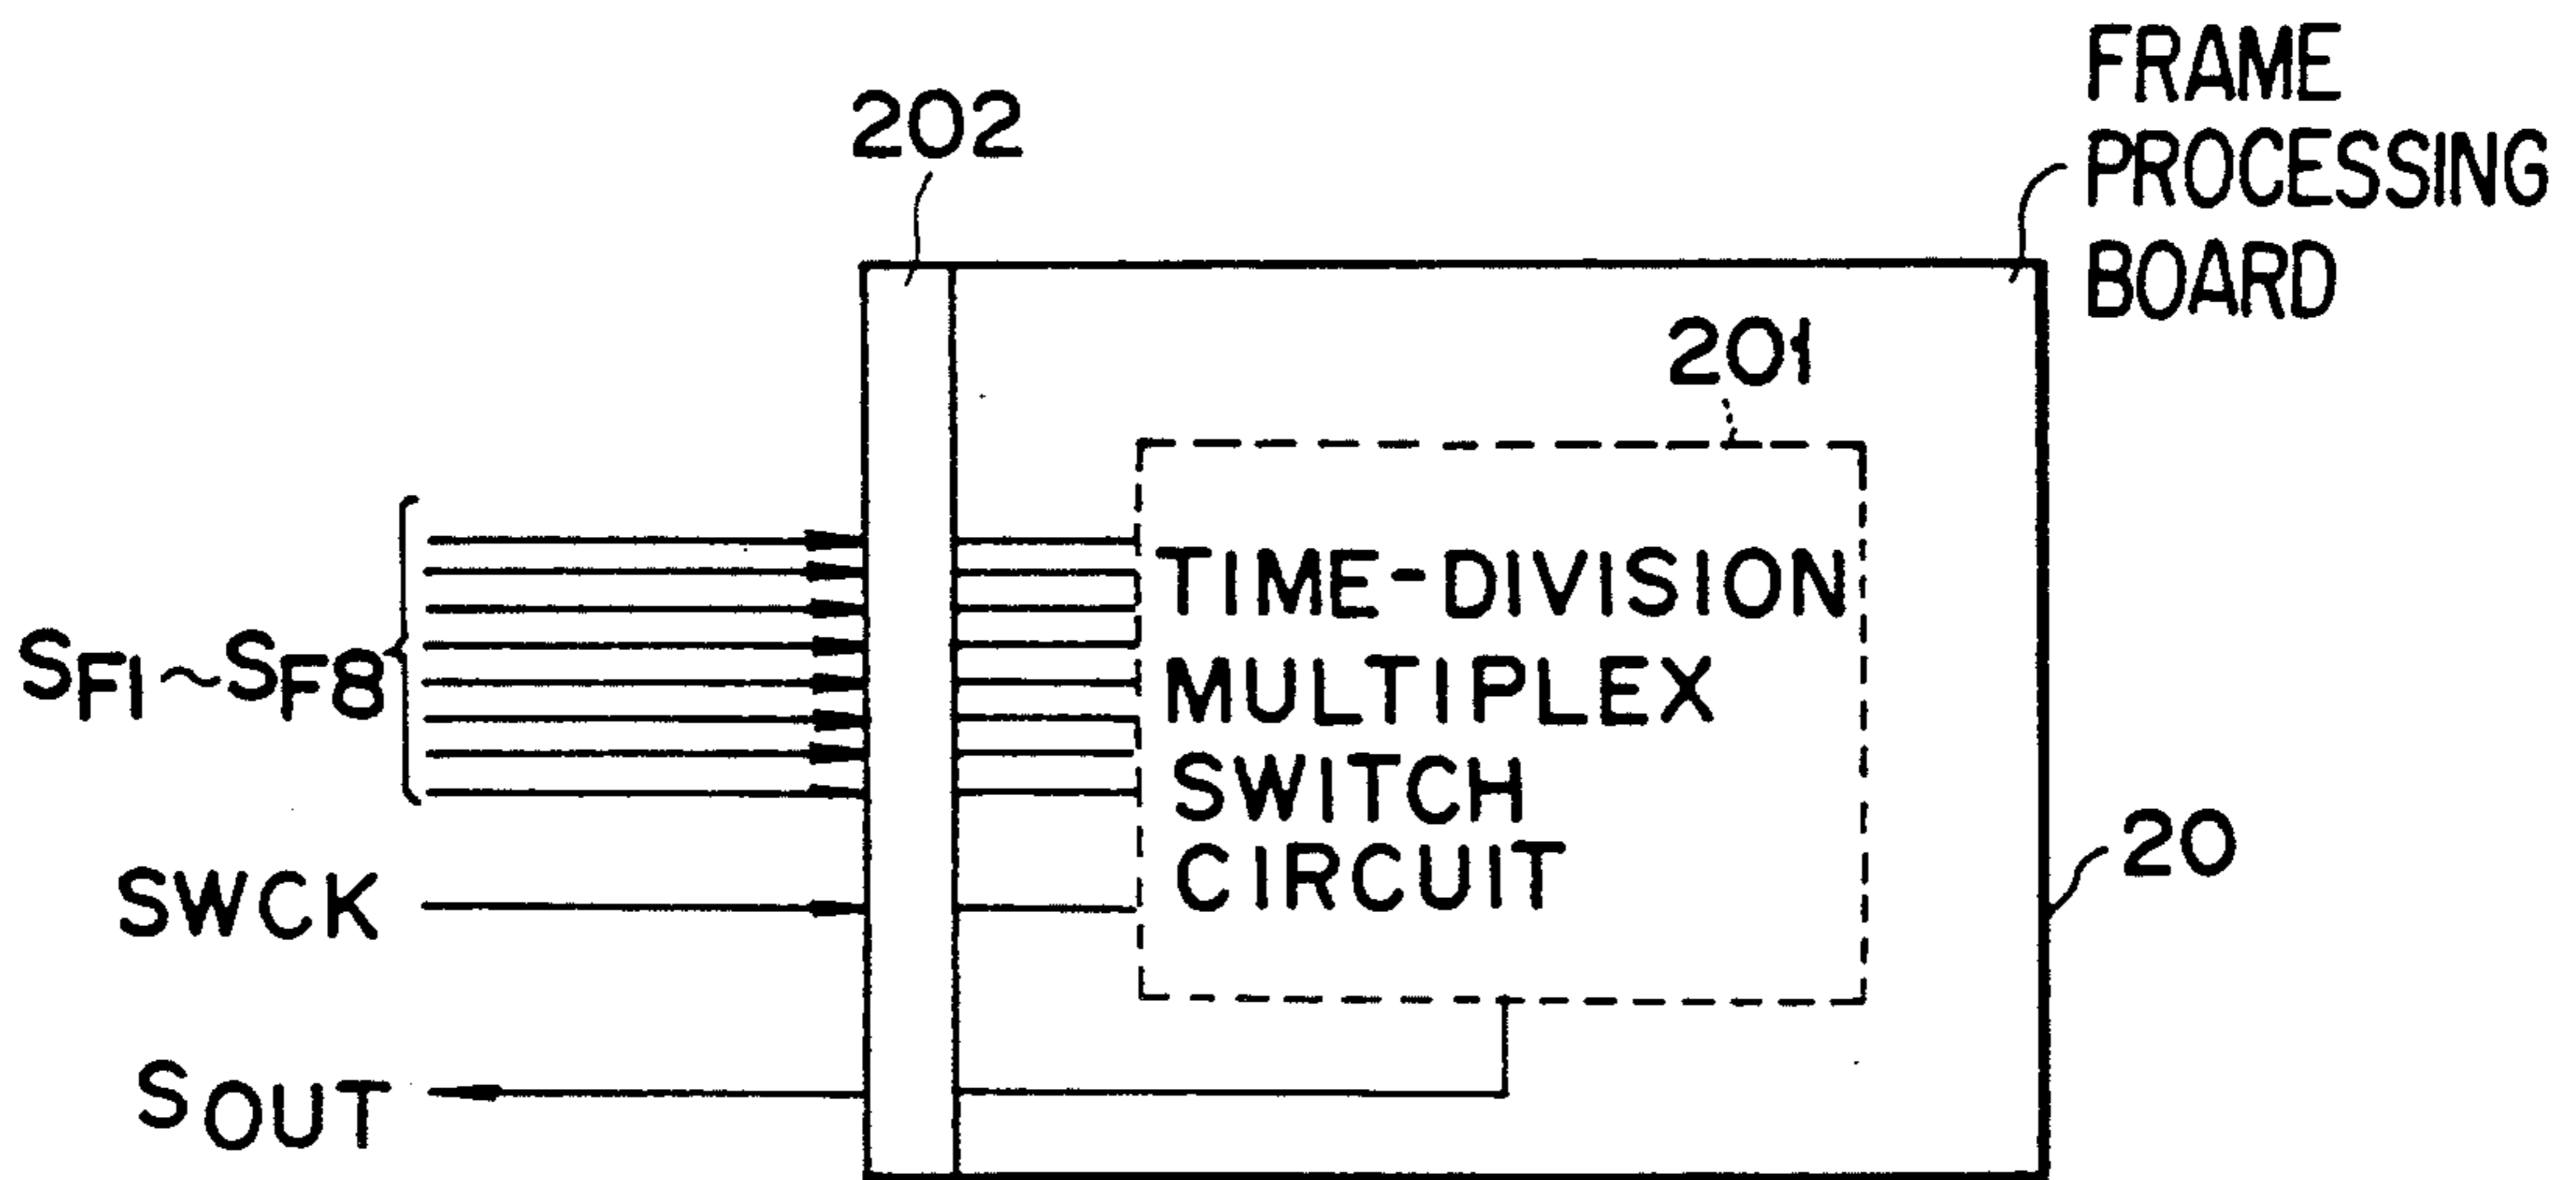 FRAME
PROCESSING
BOARD
202
201
TIME-DIVISION
MULTIPLEX
SWITCH
CIRCUIT
SF1~SF8
SWCK
SOUT
20